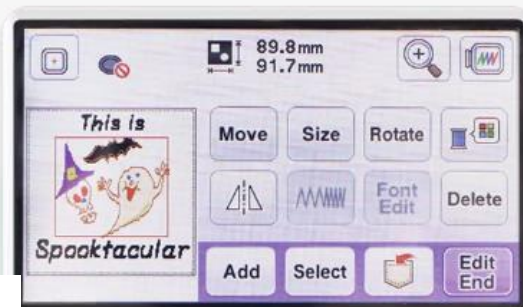 89.8mm
91.7mm
This is
Spooktacular
Move Size Rotate
Font
Edit
Delete
Add Select
Edit
End